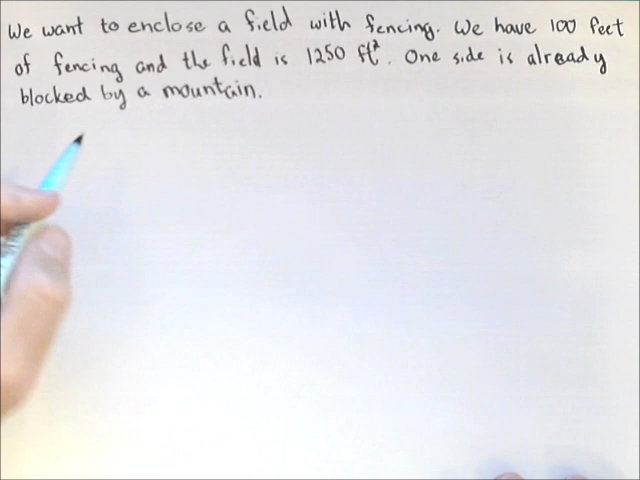 We want to enclose a field with fencing. We have 100 feet
of fencing and the field is 1250 ft². One side is already
blocked by a mountain.